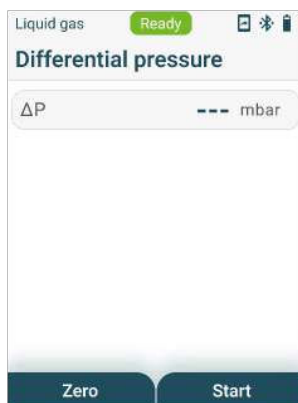 Liquid gas Ready
Differential pressure
ΔP --- mbar
Zero Start